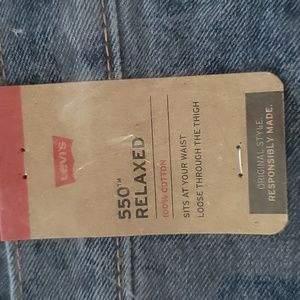 Levi's
550™
RELAXED
100% COTTON
SITS AT YOUR WAIST
LOOSE THROUGH THE THIGH
ORIGINAL STYLE.
RESPONSIBLY MADE.